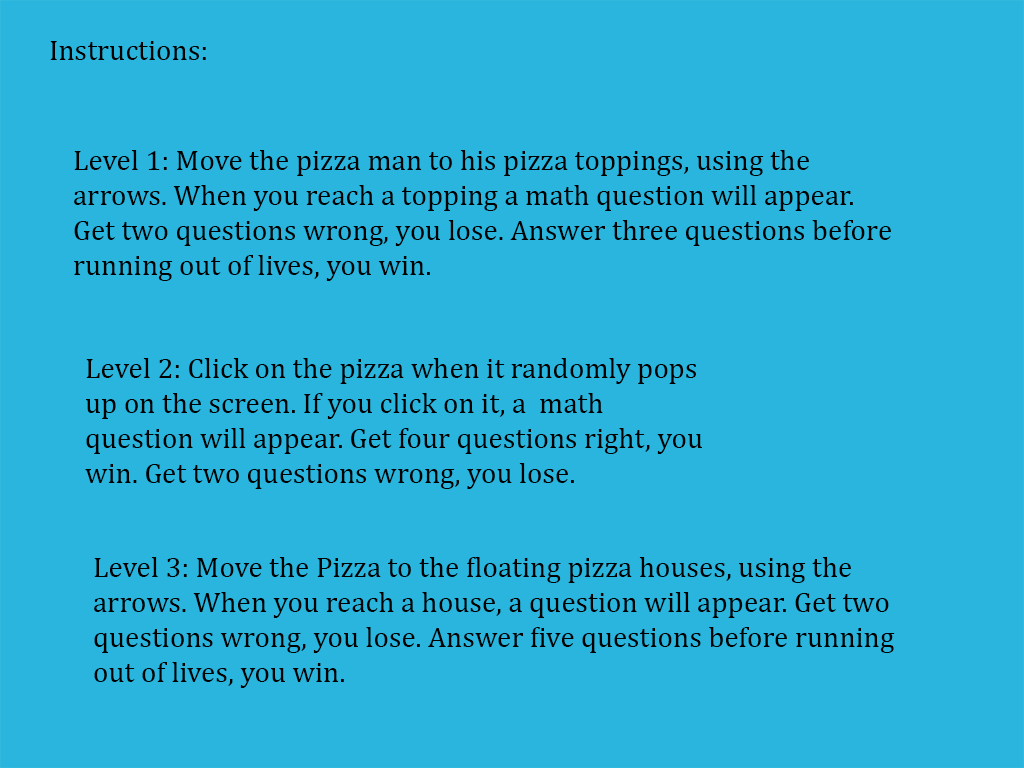 Instructions:
Level 1: Move the pizza man to his pizza toppings, using the
arrows. When you reach a topping a math question will appear.
Get two questions wrong, you lose. Answer three questions before
running out of lives, you win.
Level 2: Click on the pizza when it randomly pops
up on the screen. If you click on it, a  math
question will appear. Get four questions right, you
win. Get two questions wrong, you lose.
Level 3: Move the Pizza to the floating pizza houses, using the
arrows. When you reach a house, a question will appear. Get two
questions wrong, you lose. Answer five questions before running
out of lives, you win.